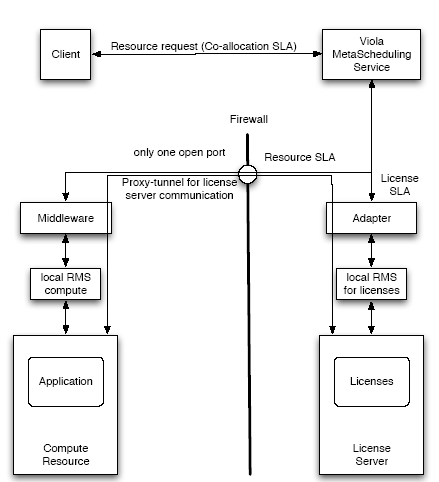 Client
Resource request (Co-allocation SLA)
Viola
MetaScheduling
Service
Firewall
only one open port
Resource SLA
Proxy-tunnel for license
server communication
License
SLA
Middleware
Adapter
local RMS
compute
local RMS
for licenses
Application
Licenses
Compute
Resource
License
Server